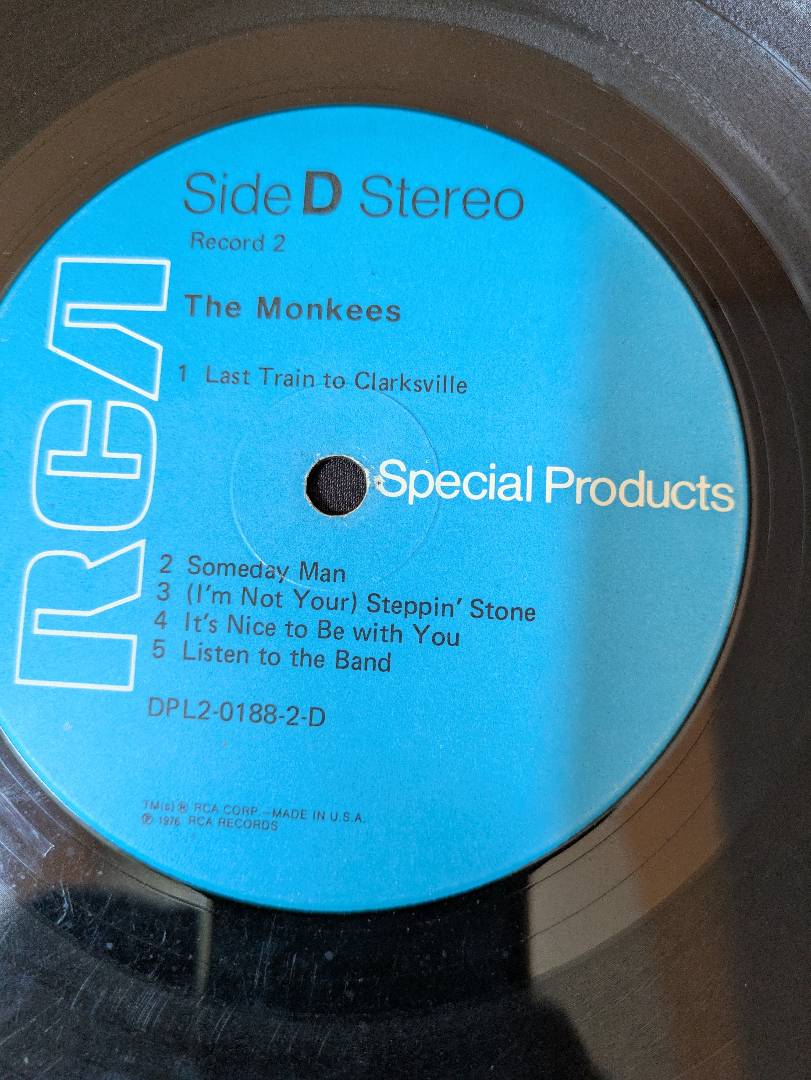 Side D Stereo
Record 2
The Monkees
1 Last Train to Clarksville
RCA
Special Products
2 Someday Man
3 (I'm Not Your) Steppin' Stone
4 It's Nice to Be with You
5 Listen to the Band
DPL2-0188-2-D
TM(s) ® RCA CORP.—MADE IN U.S.A.
℗ 1976 RCA RECORDS